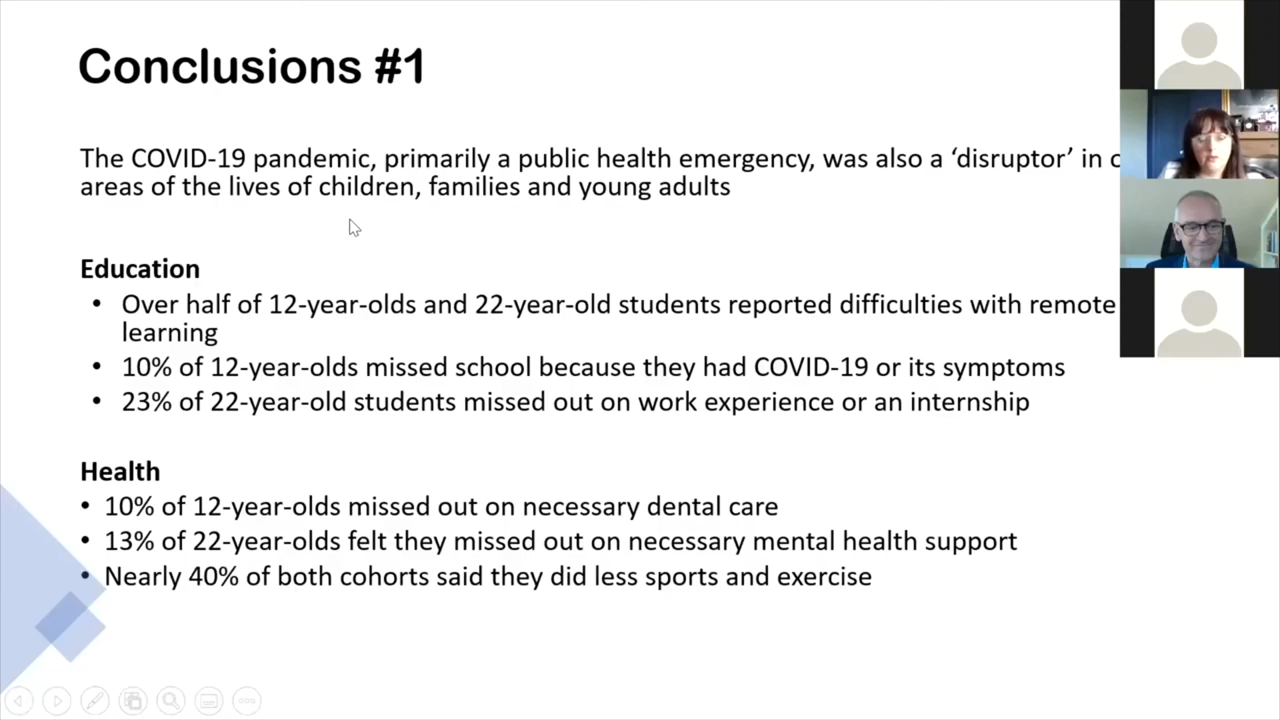 Conclusions #1
The COVID-19 pandemic, primarily a public health emergency, was also a ‘disruptor’ in
areas of the lives of children, families and young adults
Education
• Over half of 12-year-olds and 22-year-old students reported difficulties with remote
learning
• 10% of 12-year-olds missed school because they had COVID-19 or its symptoms
• 23% of 22-year-old students missed out on work experience or an internship
Health
• 10% of 12-year-olds missed out on necessary dental care
• 13% of 22-year-olds felt they missed out on necessary mental health support
• Nearly 40% of both cohorts said they did less sports and exercise